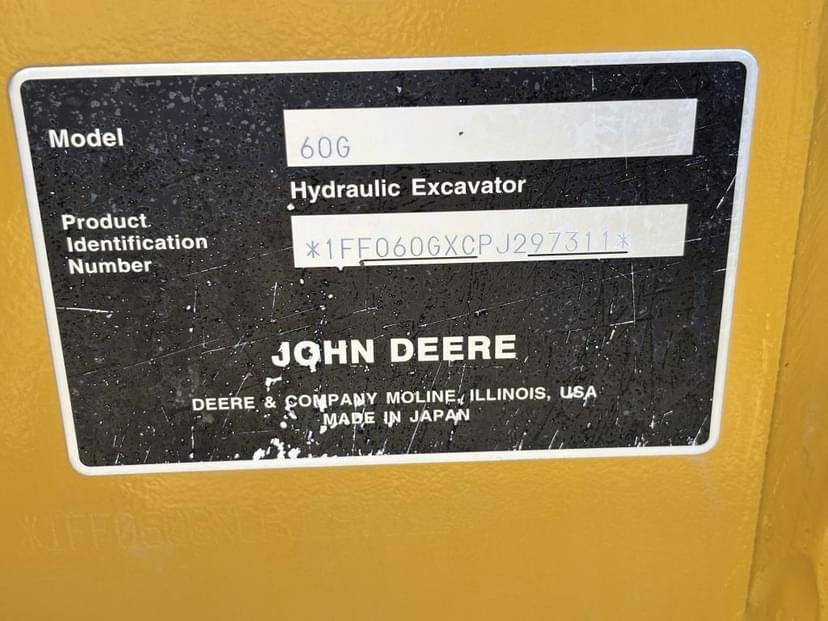 Model
60G
Hydraulic Excavator
Product
Identification
Number
*1FF060GXCPJ297311*
JOHN DEERE
DEERE & COMPANY MOLINE, ILLINOIS, USA
MADE IN JAPAN